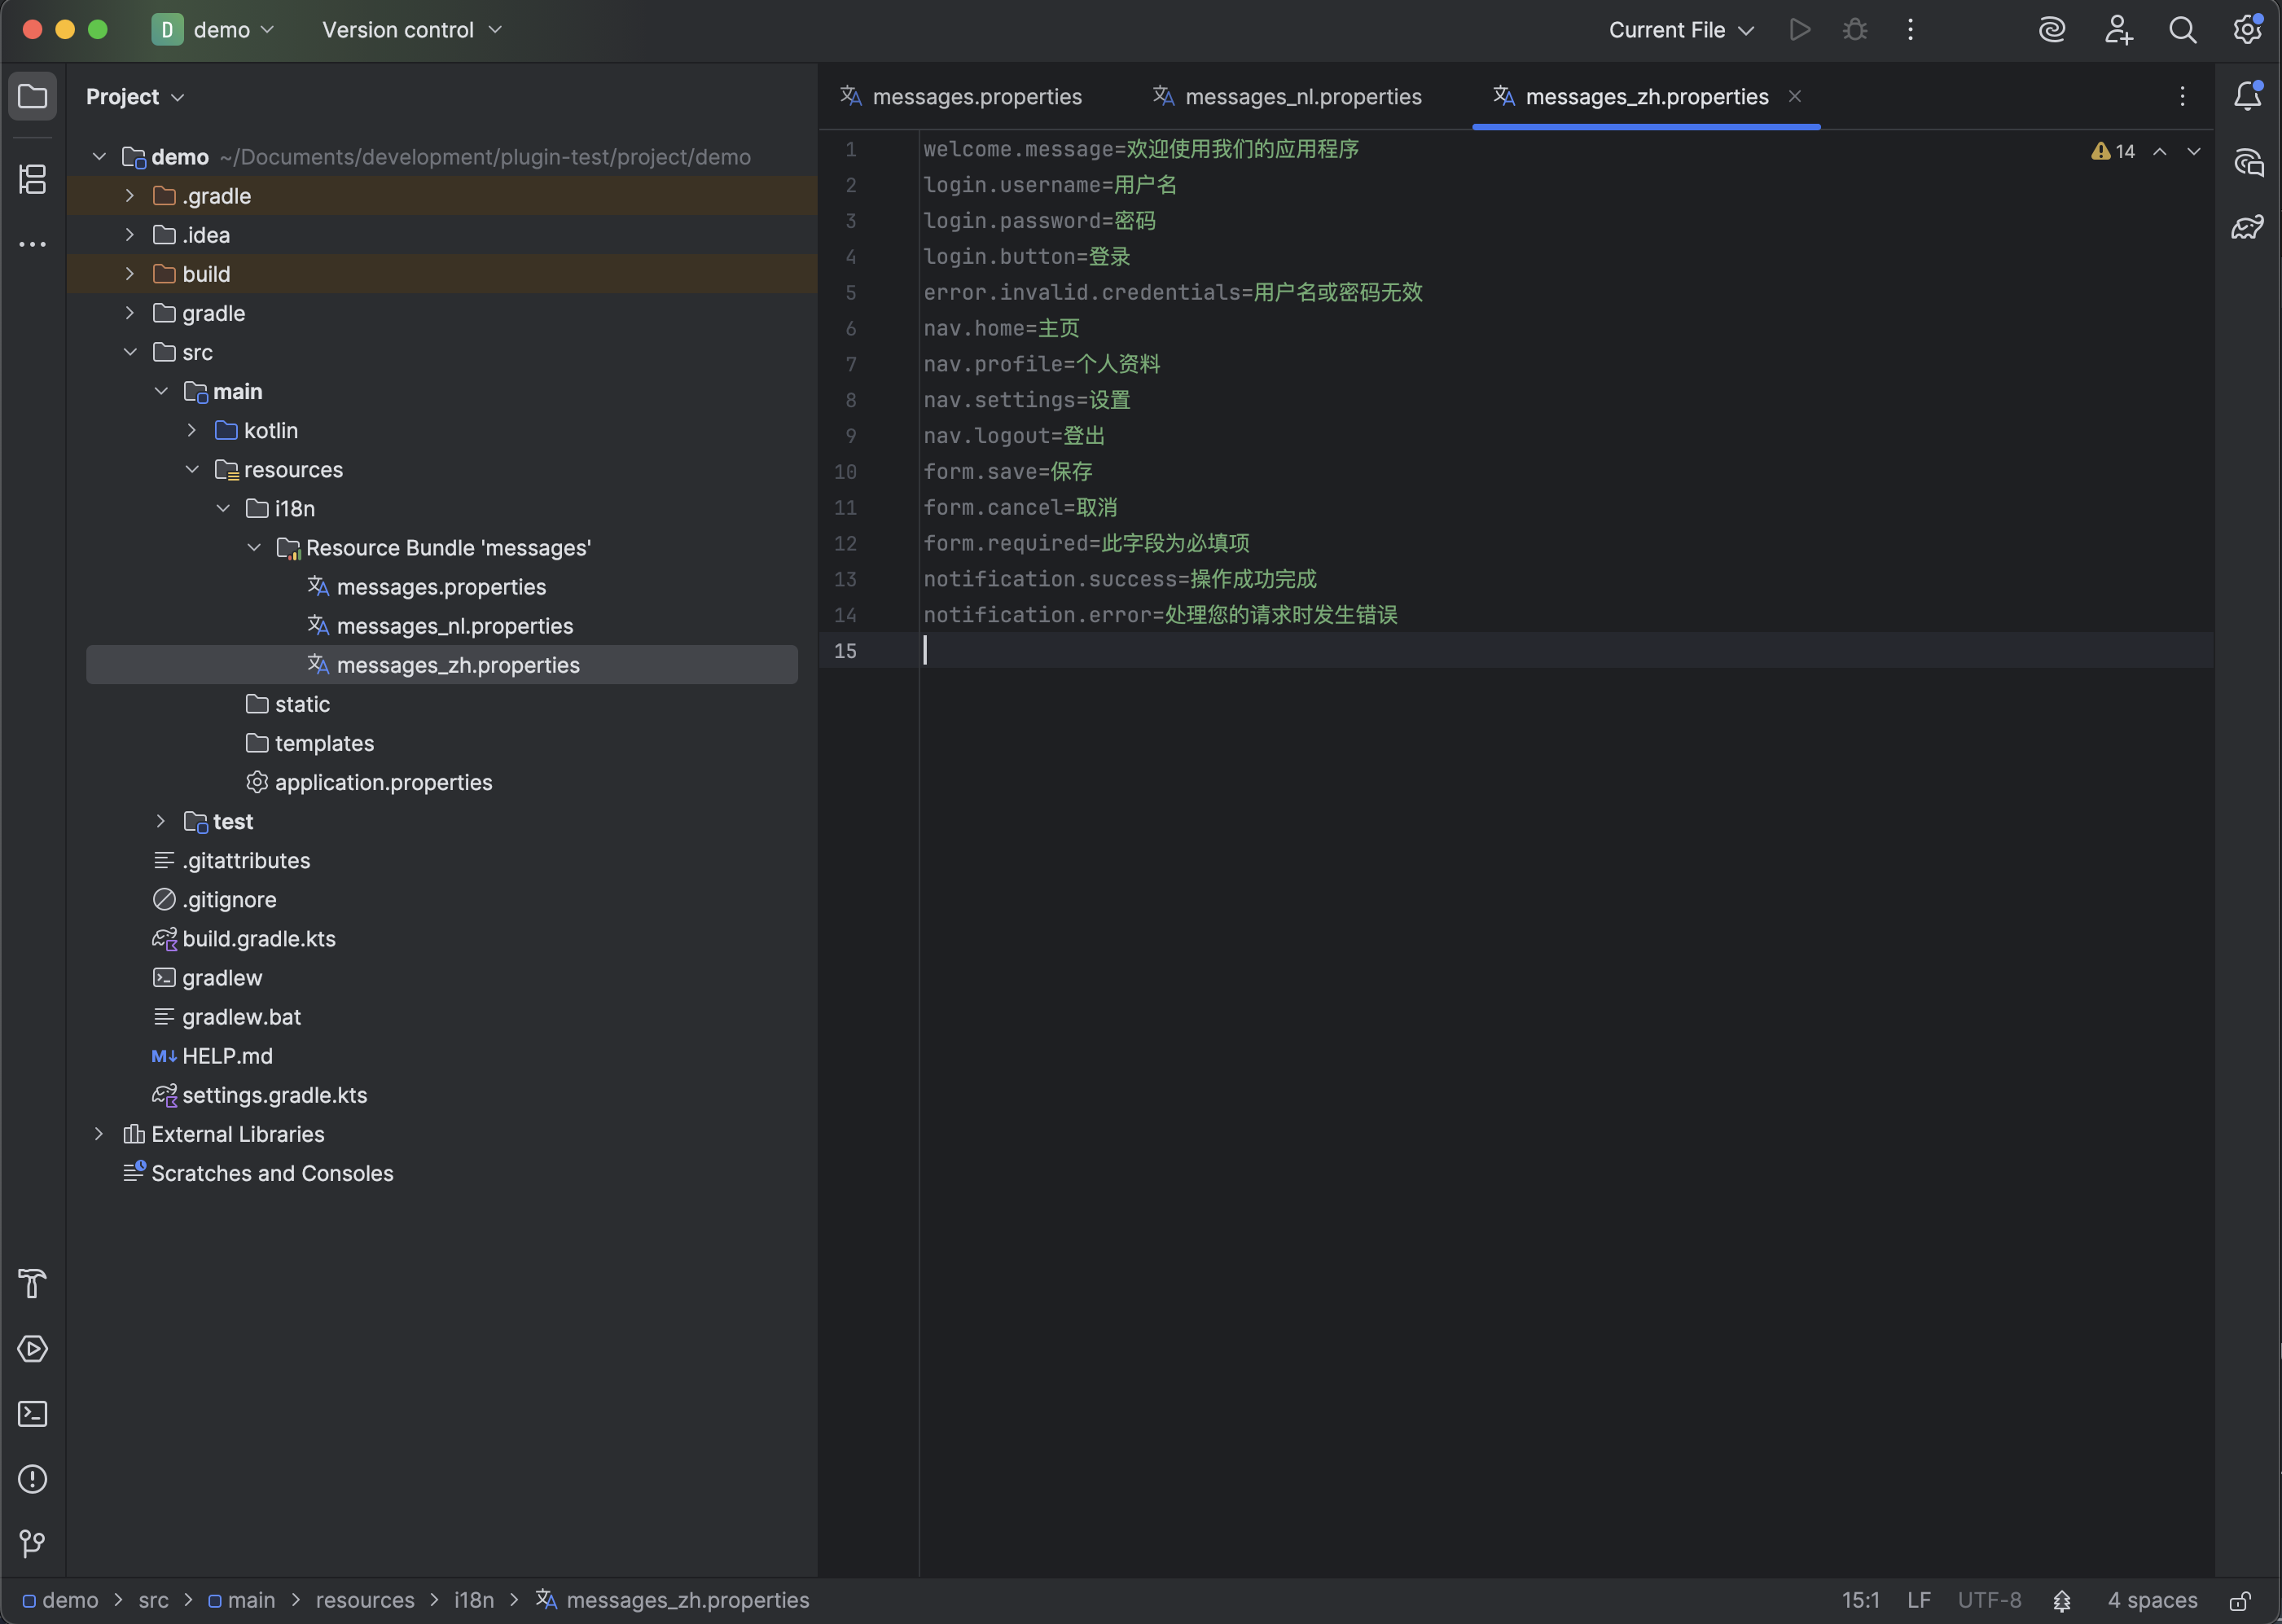 D demo Version control Current File
Project
messages.properties messages_nl.properties messages_zh.properties
demo ~/Documents/development/plugin-test/project/demo
.gradle
.idea
build
gradle
src
main
kotlin
resources
i18n
Resource Bundle 'messages'
messages.properties
messages_nl.properties
messages_zh.properties
static
templates
application.properties
test
.gitattributes
.gitignore
build.gradle.kts
gradlew
gradlew.bat
M↓ HELP.md
settings.gradle.kts
External Libraries
Scratches and Consoles
14
1 welcome.message=欢迎使用我们的应用程序
2 login.username=用户名
3 login.password=密码
4 login.button=登录
5 error.invalid.credentials=用户名或密码无效
6 nav.home=主页
7 nav.profile=个人资料
8 nav.settings=设置
9 nav.logout=登出
10 form.save=保存
11 form.cancel=取消
12 form.required=此字段为必填项
13 notification.success=操作成功完成
14 notification.error=处理您的请求时发生错误
15
demo > src > main > resources > i18n > messages_zh.properties 15:1 LF UTF-8 4 spaces